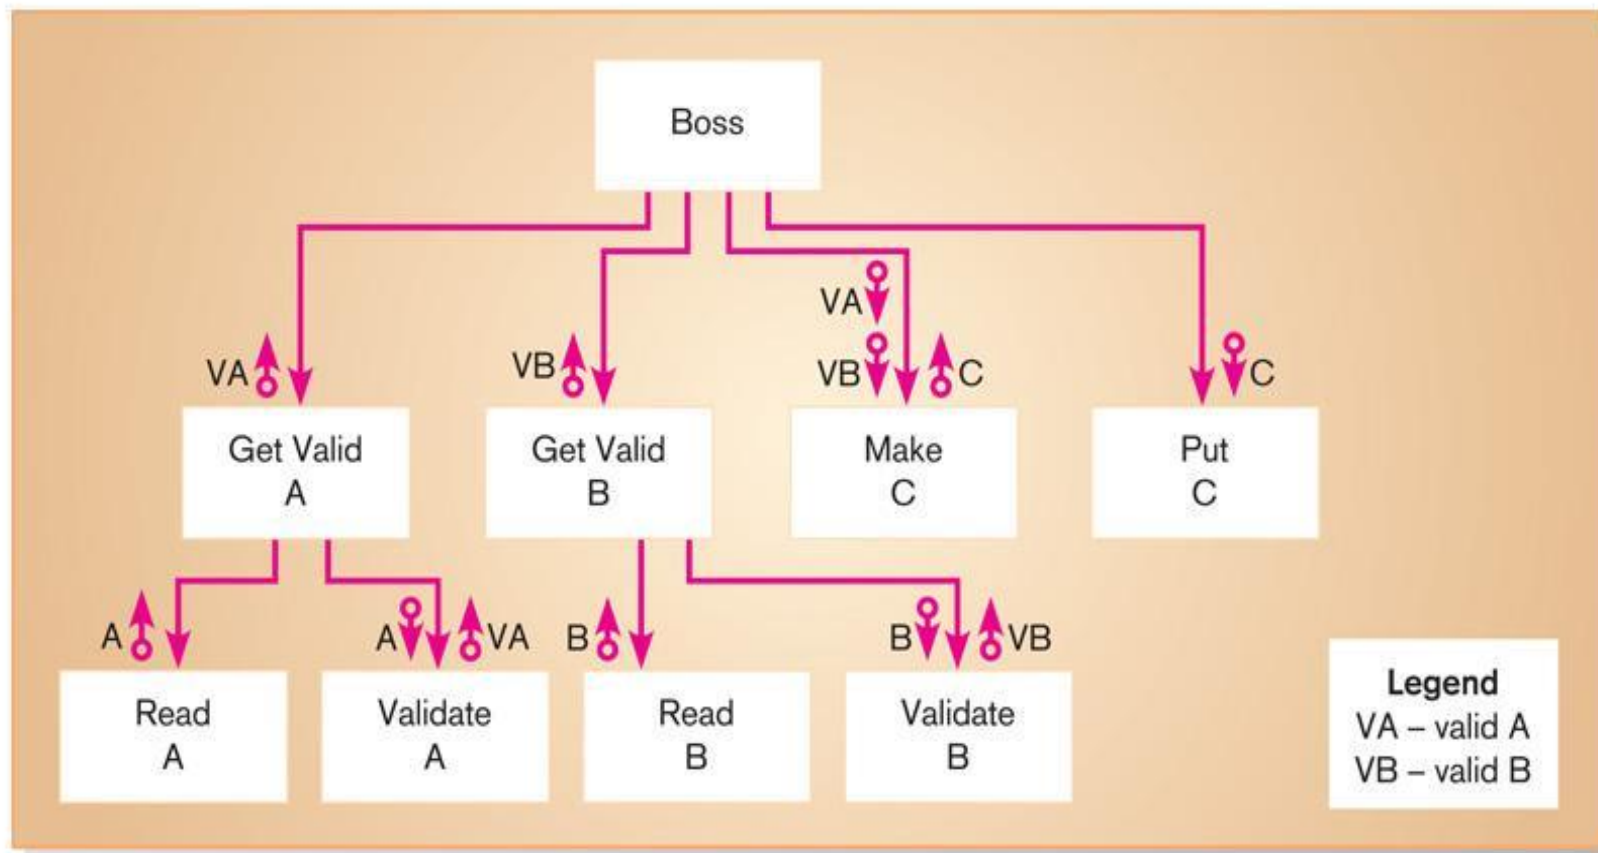 Boss
VA
VB
VA
VB
C
C
Get Valid
A
Get Valid
B
Make
C
Put
C
A
A
VA
B
B
VB
Read
A
Validate
A
Read
B
Validate
B
Legend
VA – valid A
VB – valid B